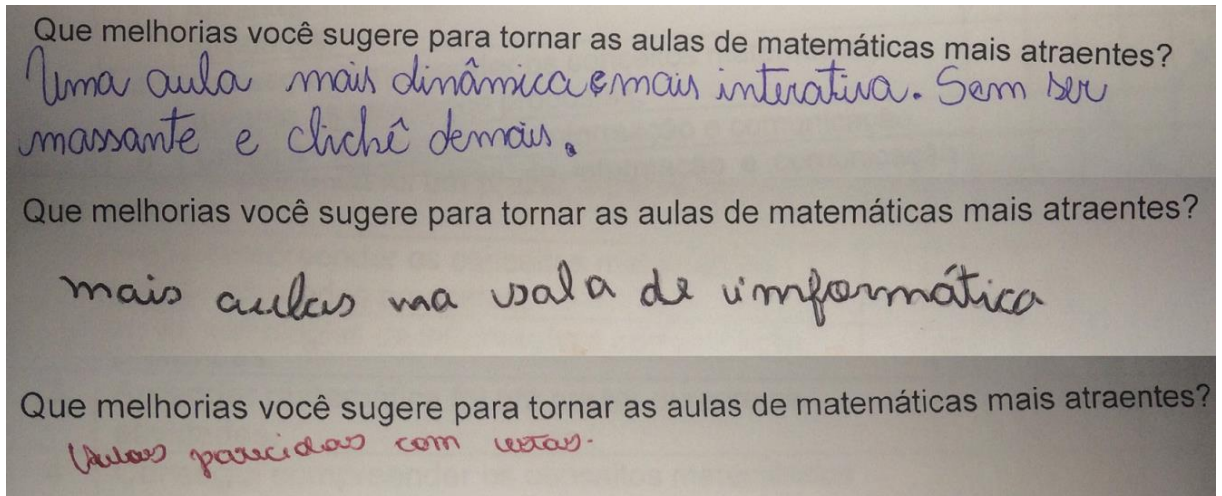 Que melhorias você sugere para tornar as aulas de matemáticas mais atraentes?
Uma aula mais dinâmica e mais interativa. Sem ser
massante e clichê demais.
Que melhorias você sugere para tornar as aulas de matemáticas mais atraentes?
mais aulas na sala de imformática
Que melhorias você sugere para tornar as aulas de matemáticas mais atraentes?
Aulas parecidas com estas.